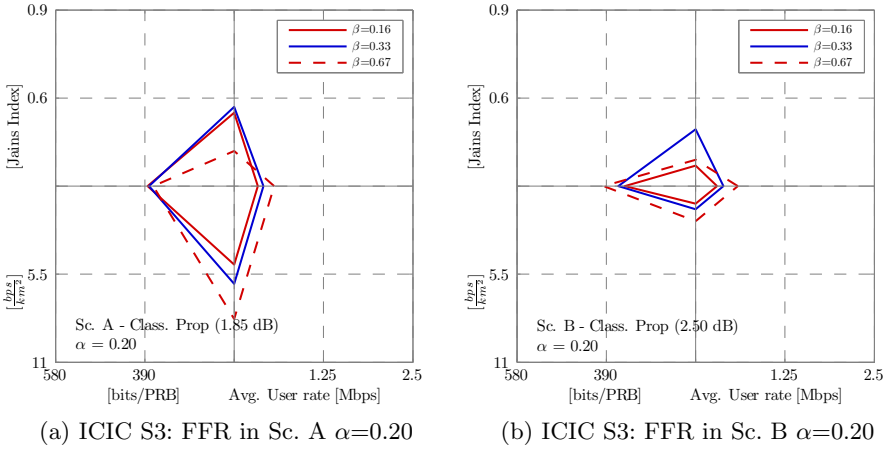 0.9
0.6
5.5
11
[Jains Index]
[bps/km²]
β=0.16
β=0.33
β=0.67
Sc. A - Class. Prop (1.85 dB)
α = 0.20
580
390
1.25
2.5
[bits/PRB]
Avg. User rate [Mbps]
(a) ICIC S3: FFR in Sc. A α=0.20
0.9
0.6
5.5
11
[Jains Index]
[bps/km²]
β=0.16
β=0.33
β=0.67
Sc. B - Class. Prop (2.50 dB)
α = 0.20
580
390
1.25
2.5
[bits/PRB]
Avg. User rate [Mbps]
(b) ICIC S3: FFR in Sc. B α=0.20